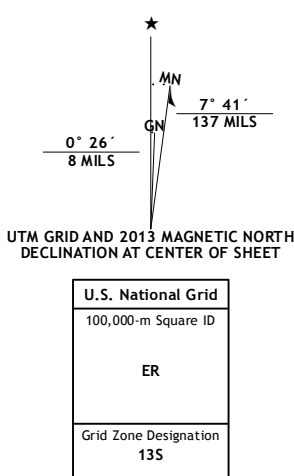 ★
MN
GN
7° 41´
137 MILS
0° 26´
8 MILS
UTM GRID AND 2013 MAGNETIC NORTH
DECLINATION AT CENTER OF SHEET
U.S. National Grid
100,000-m Square ID
ER
Grid Zone Designation
13S